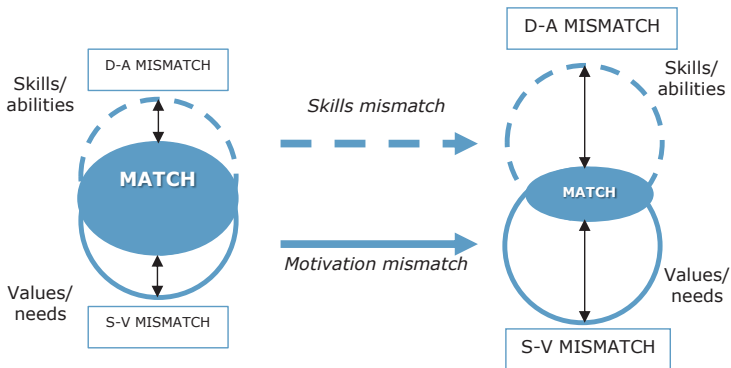 D-A MISMATCH
Skills/
abilities
MATCH
Values/
needs
S-V MISMATCH
Skills mismatch
Motivation mismatch
D-A MISMATCH
Skills/
abilities
MATCH
Values/
needs
S-V MISMATCH